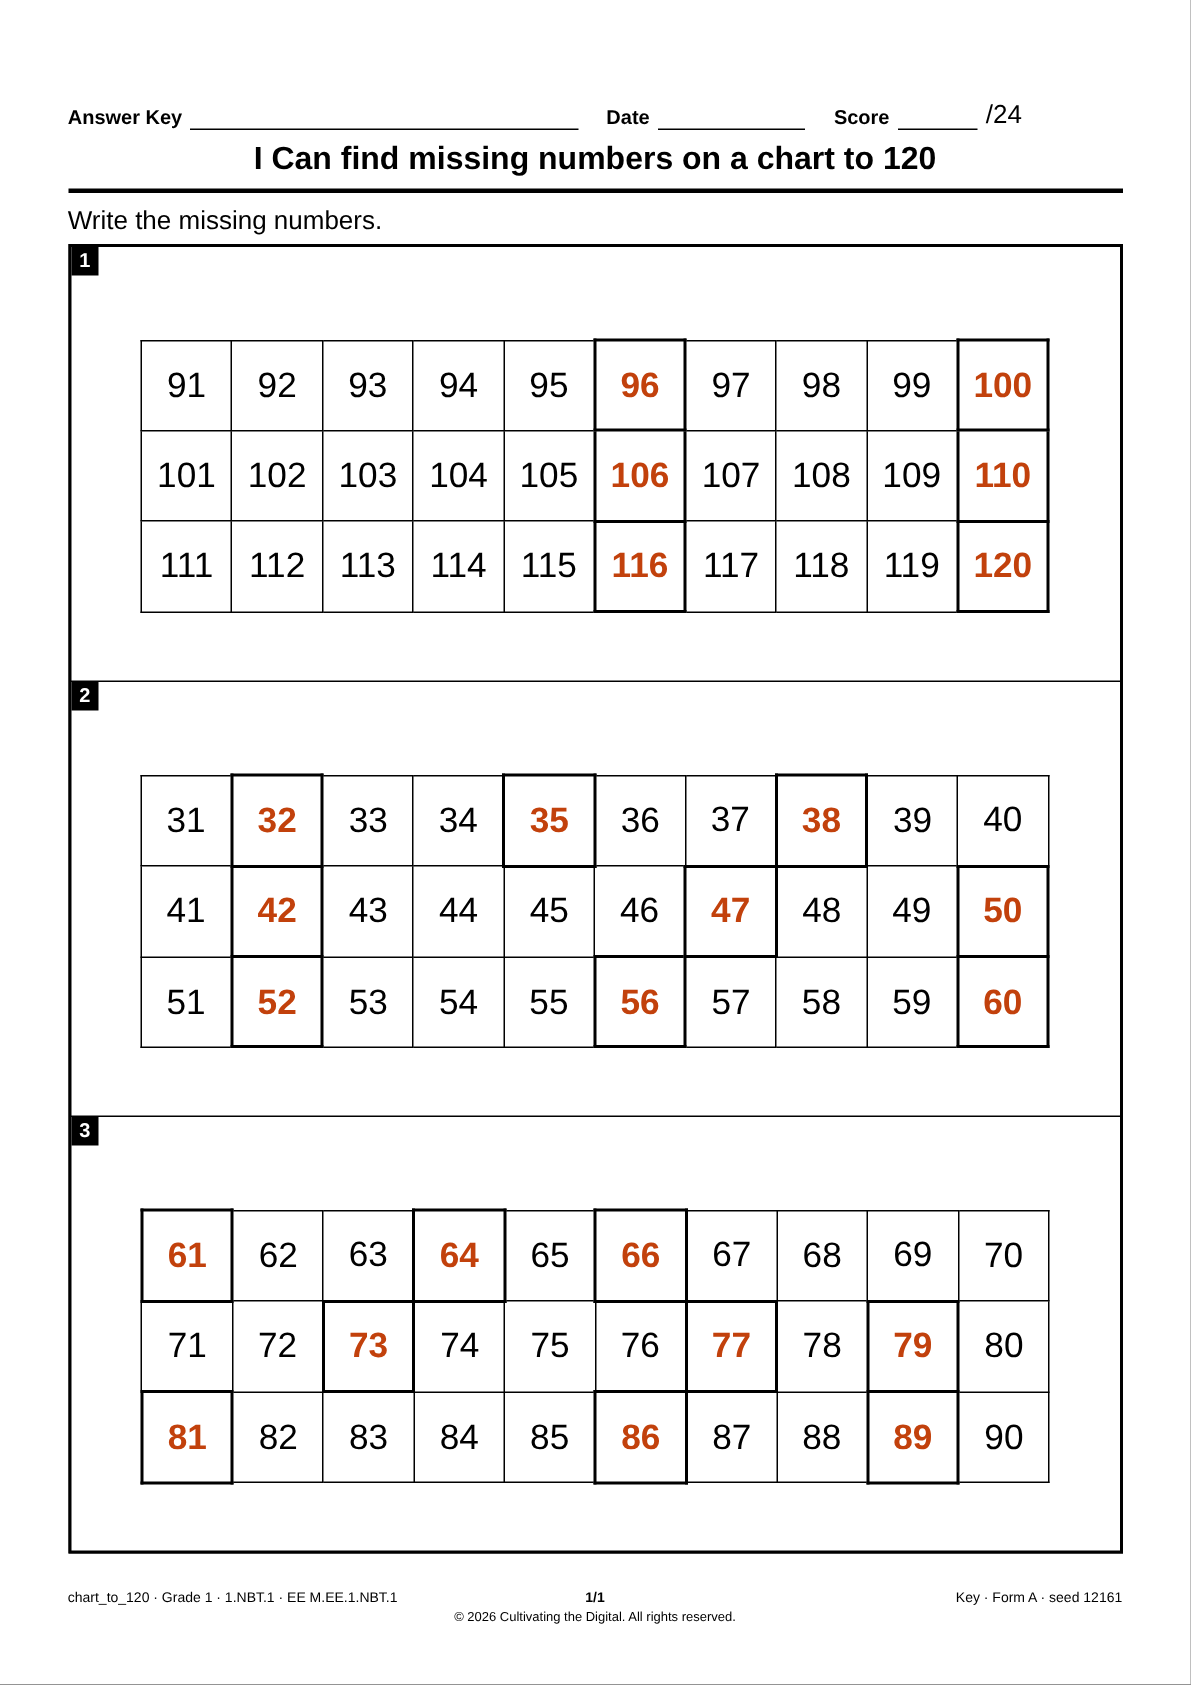 Answer Key Date Score /24
I Can find missing numbers on a chart to 120
Write the missing numbers.
1
91 92 93 94 95 96 97 98 99 100
101 102 103 104 105 106 107 108 109 110
111 112 113 114 115 116 117 118 119 120
2
31 32 33 34 35 36 37 38 39 40
41 42 43 44 45 46 47 48 49 50
51 52 53 54 55 56 57 58 59 60
3
61 62 63 64 65 66 67 68 69 70
71 72 73 74 75 76 77 78 79 80
81 82 83 84 85 86 87 88 89 90
chart_to_120 · Grade 1 · 1.NBT.1 · EE M.EE.1.NBT.1 1/1 Key · Form A · seed 12161
© 2026 Cultivating the Digital. All rights reserved.